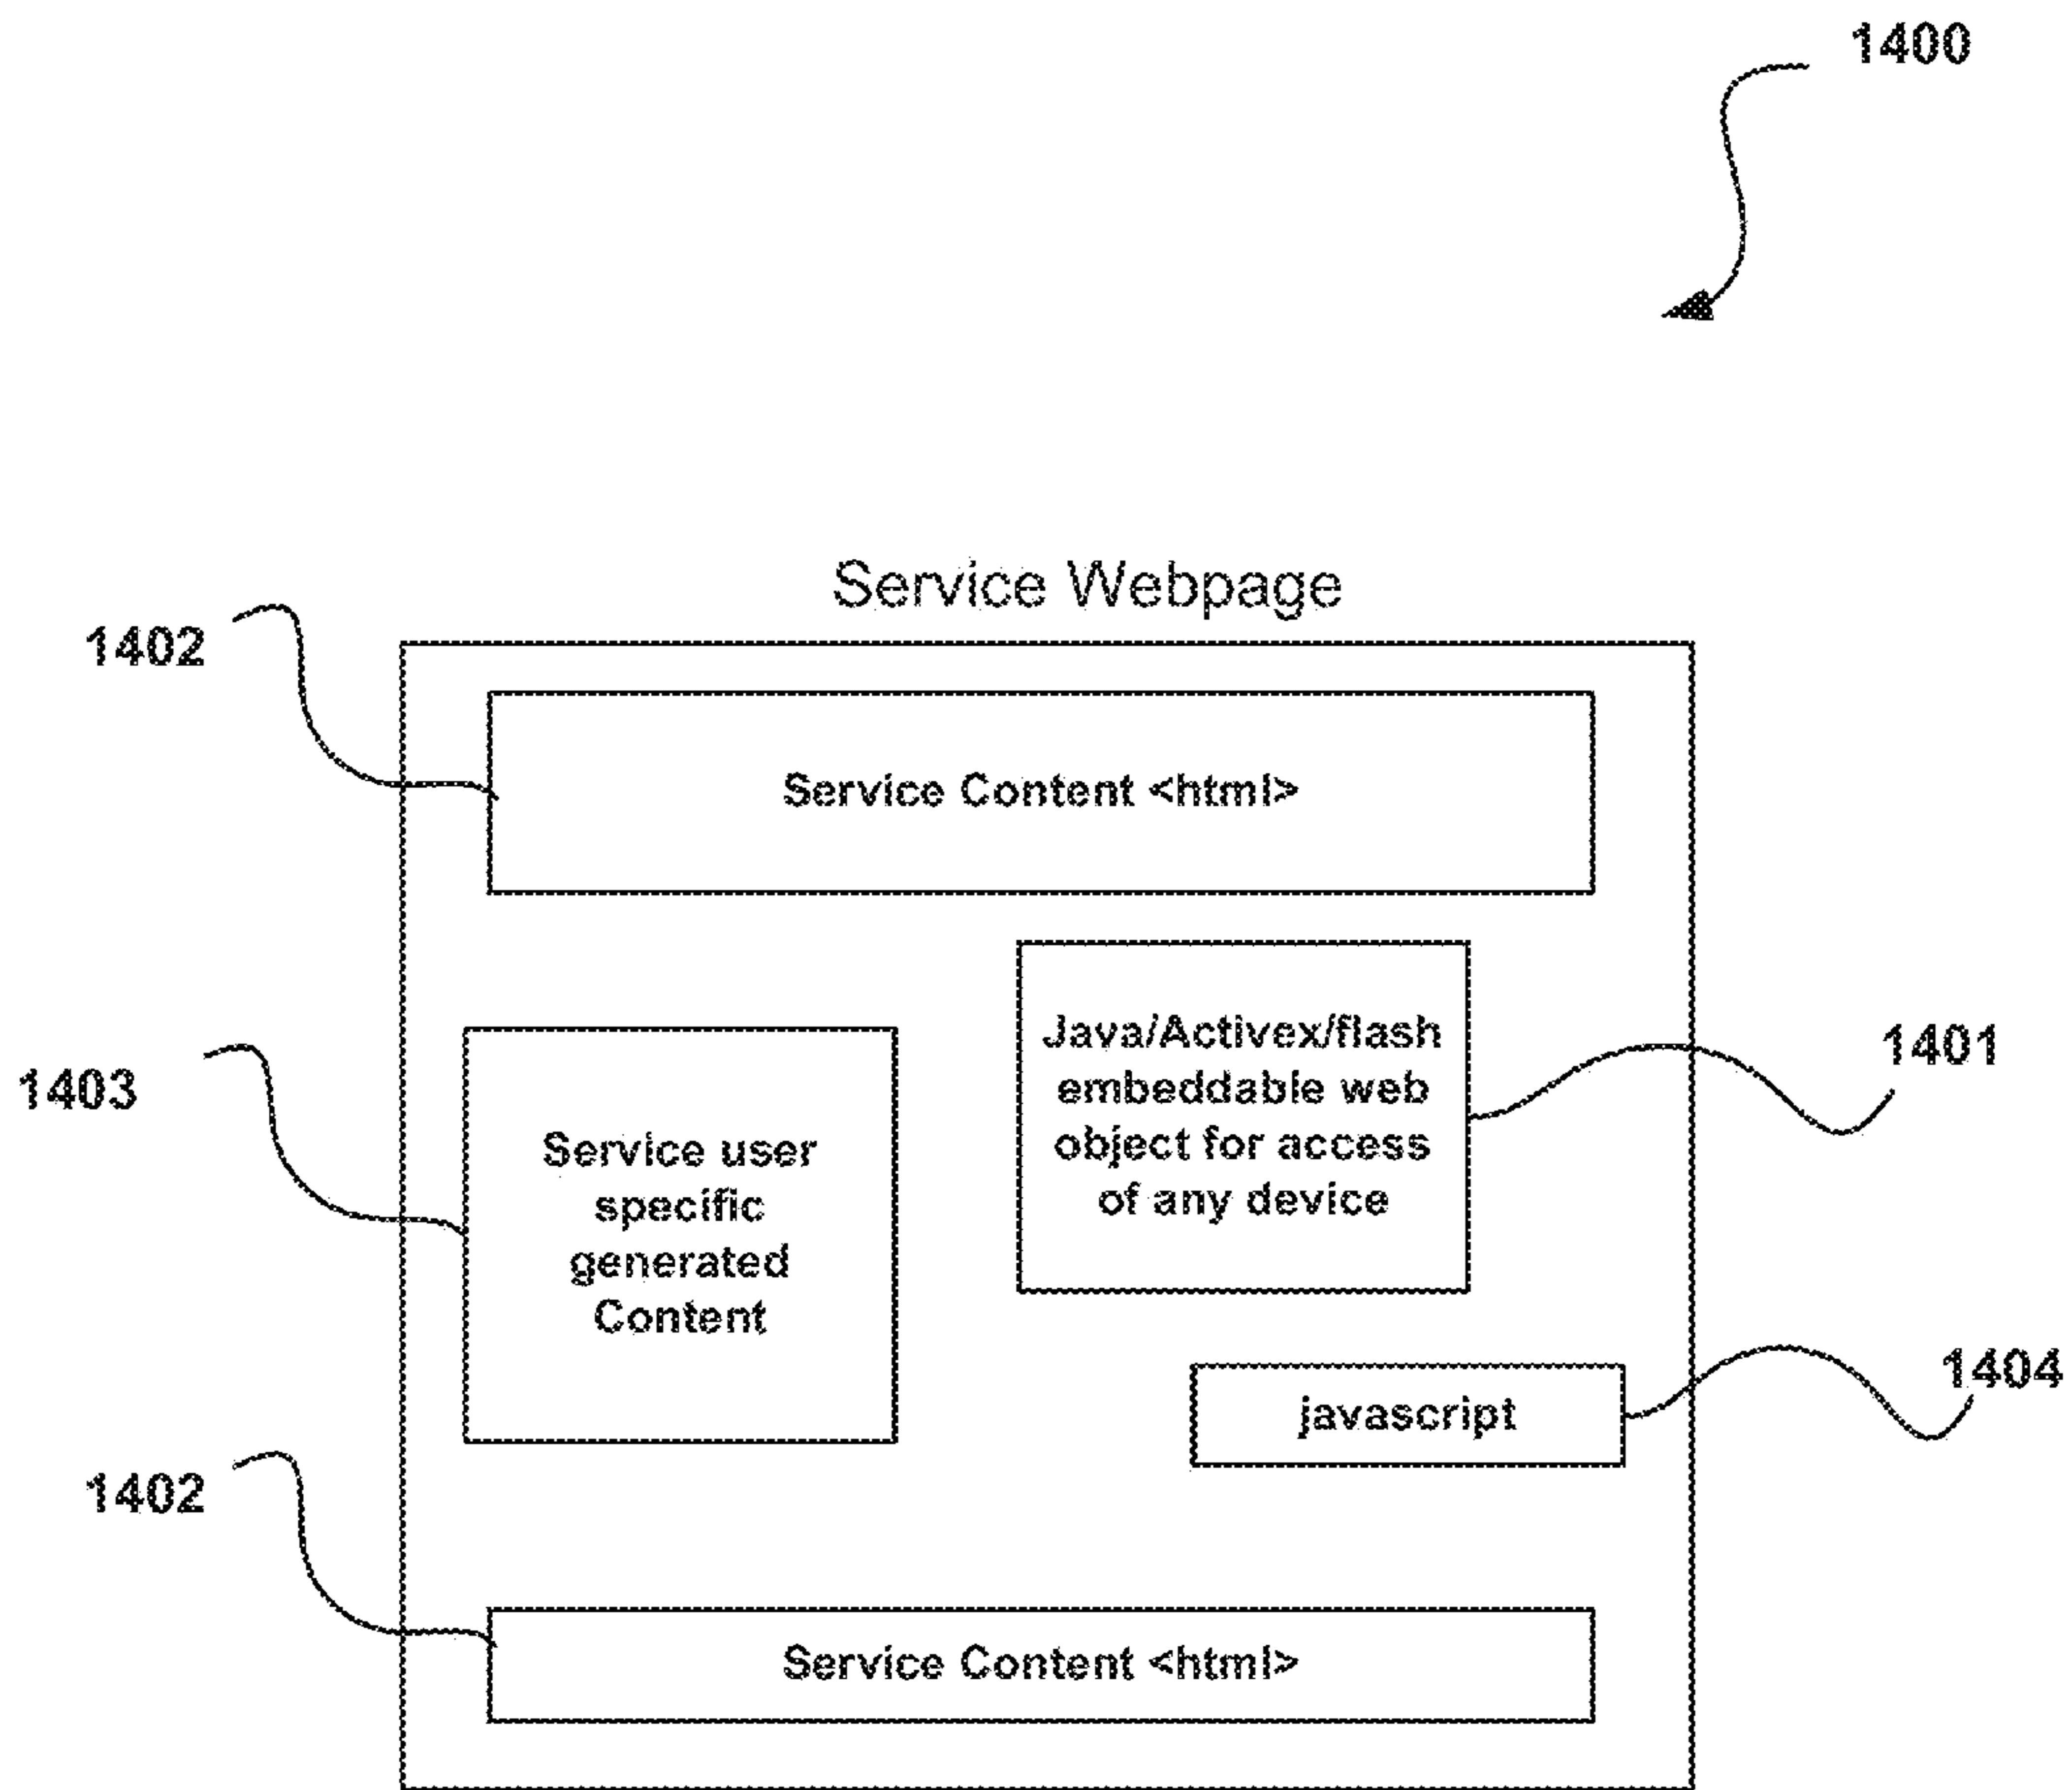 1400
Service Webpage
1402
Service Content <html>
Java/Activex/flash
embeddable web
object for access
of any device
1401
1403
Service user
specific
generated
Content
1404
javascript
1402
Service Content <html>